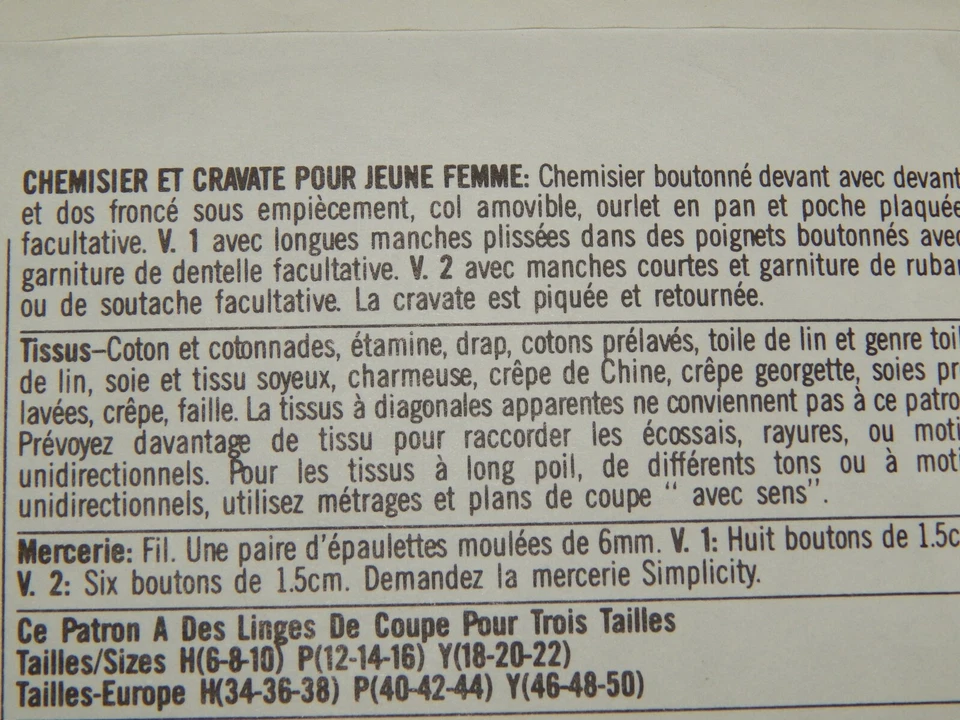 CHEMISIER ET CRAVATE POUR JEUNE FEMME: Chemisier boutonné devant avec devant
et dos froncé sous empiècement, col amovible, ourlet en pan et poche plaquée
facultative. V. 1 avec longues manches plissées dans des poignets boutonnés avec
garniture de dentelle facultative. V. 2 avec manches courtes et garniture de ruba
ou de soutache facultative. La cravate est piquée et retournée.
Tissus–Coton et cotonnades, étamine, drap, cotons prélavés, toile de lin et genre toil
de lin, soie et tissu soyeux, charmeuse, crêpe de Chine, crêpe georgette, soies pr
lavées, crêpe, faille. La tissus à diagonales apparentes ne conviennent pas à ce patro
Prévoyez davantage de tissu pour raccorder les écossais, rayures, ou moti
unidirectionnels. Pour les tissus à long poil, de différents tons ou à moti
unidirectionnels, utilisez métrages et plans de coupe " avec sens".
Mercerie: Fil. Une paire d'épaulettes moulées de 6mm. V. 1: Huit boutons de 1.5c
V. 2: Six boutons de 1.5cm. Demandez la mercerie Simplicity.
Ce Patron A Des Linges De Coupe Pour Trois Tailles
Tailles/Sizes H(6-8-10) P(12-14-16) Y(18-20-22)
Tailles-Europe H(34-36-38) P(40-42-44) Y(46-48-50)